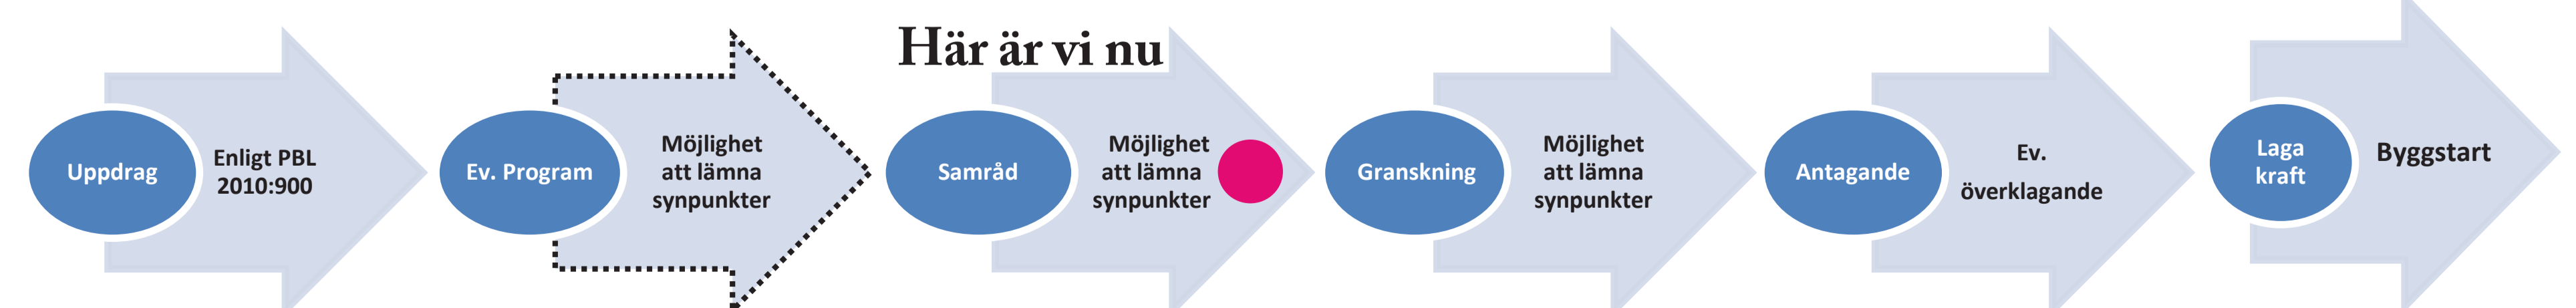 Här är vi nu
Uppdrag
Enligt PBL
2010:900
Ev. Program
Möjlighet
att lämna
synpunkter
Samråd
Möjlighet
att lämna
synpunkter
Granskning
Möjlighet
att lämna
synpunkter
Antagande
Ev.
överklagande
Laga
kraft
Byggstart